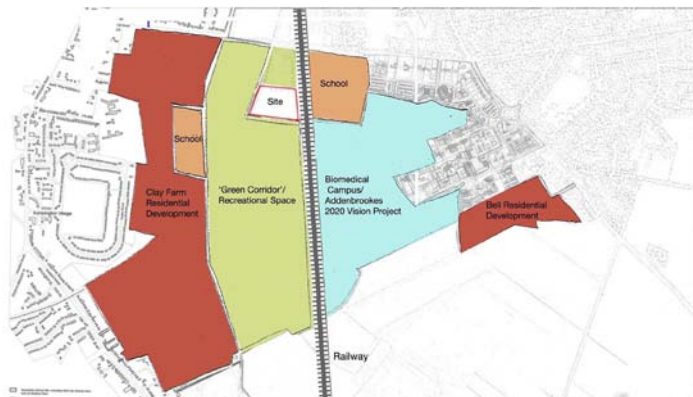 School
Site
School
Clay Farm
Residential
Development
'Green Corridor'/
Recreational Space
Biomedical
Campus/
Addenbrookes
2020 Vision Project
Bell Residential
Development
Railway